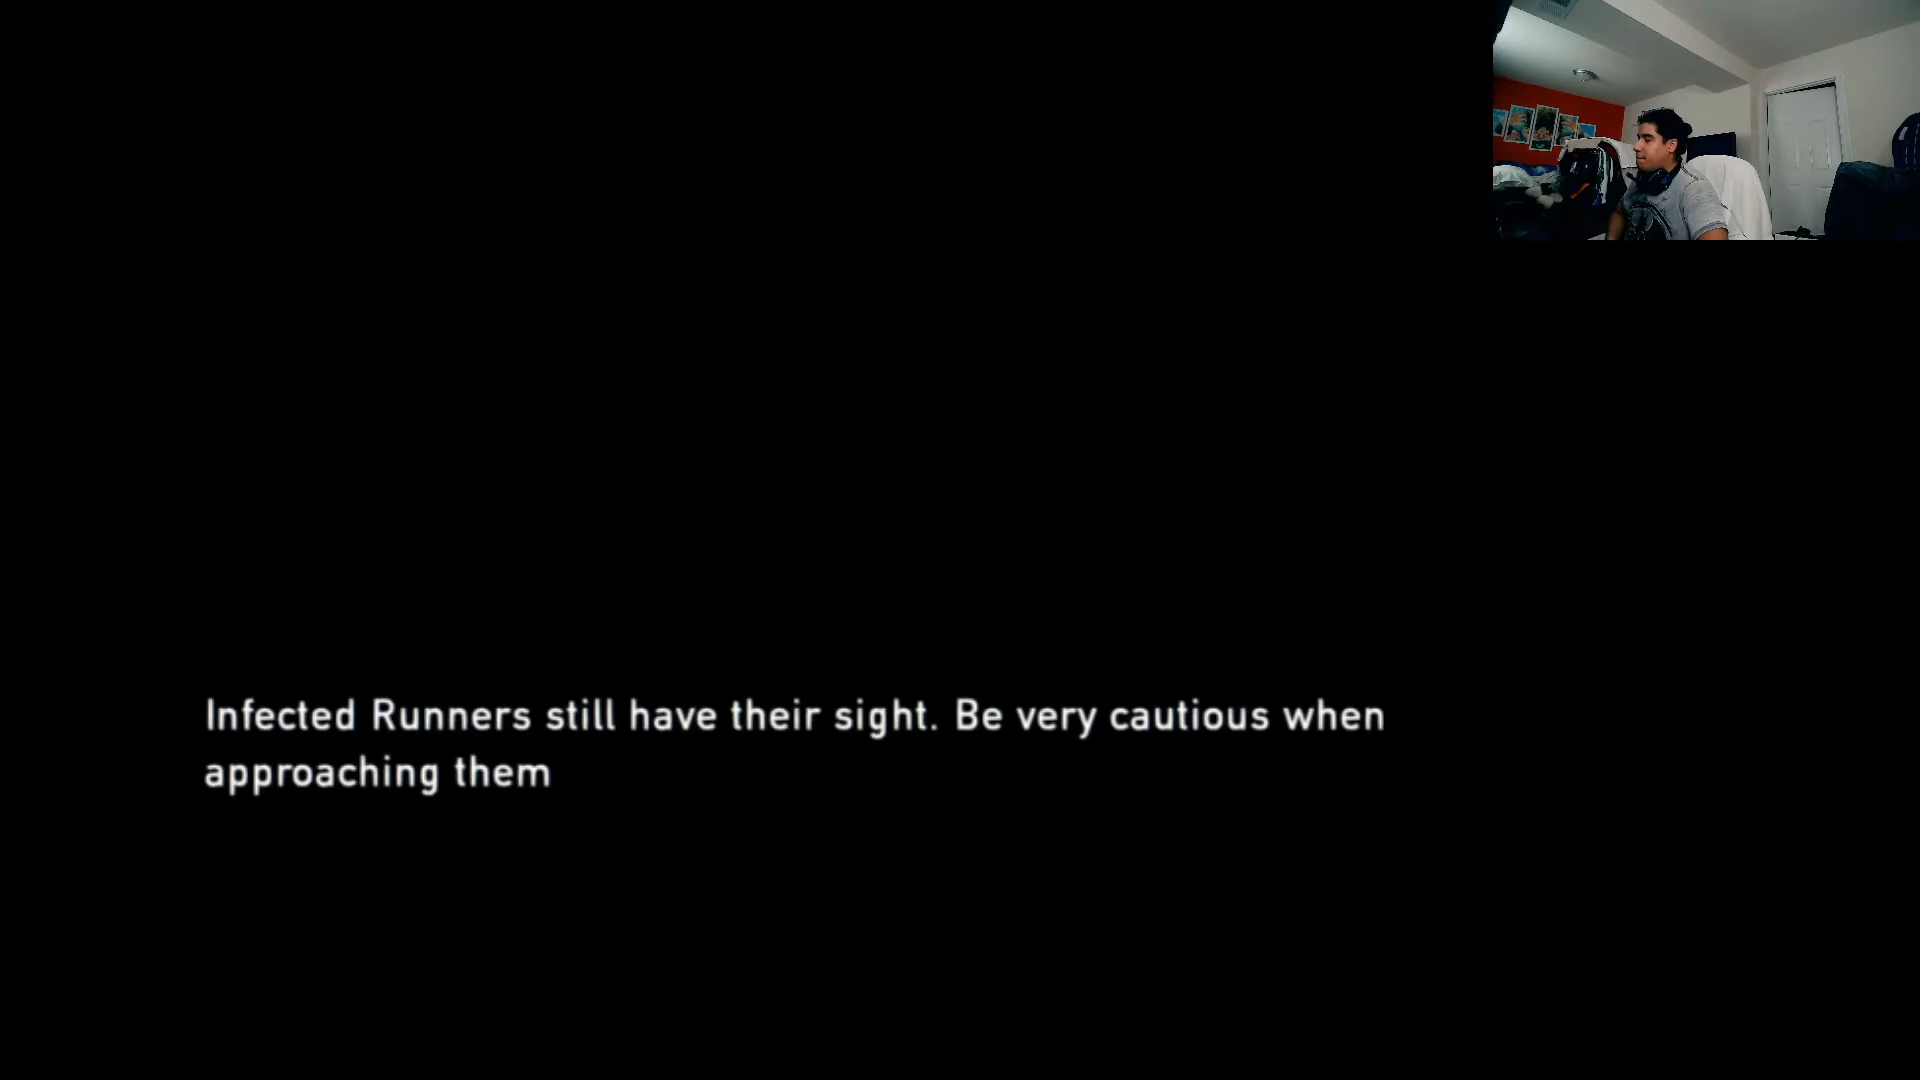 Infected Runners still have their sight. Be very cautious when
approaching them